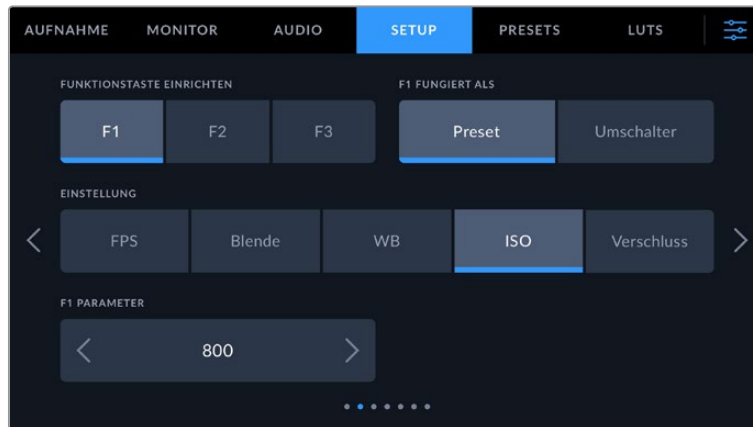 AUFNAHME MONITOR AUDIO SETUP PRESETS LUTS
FUNKTIONSTASTE EINRICHTEN F1 FUNGIERT ALS
F1 F2 F3 Preset Umschalter
EINSTELLUNG
FPS Blende WB ISO Verschluss
F1 PARAMETER
800